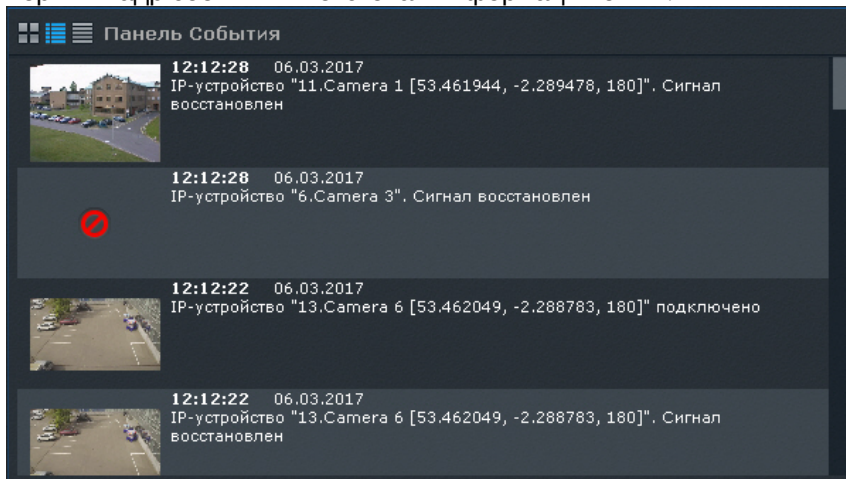 Панель События
12:12:28 06.03.2017
IP-устройство "11.Camera 1 [53.461944, -2.289478, 180]". Сигнал
восстановлен
12:12:28 06.03.2017
IP-устройство "6.Camera 3". Сигнал восстановлен
12:12:22 06.03.2017
IP-устройство "13.Camera 6 [53.462049, -2.288783, 180]" подключено
12:12:22 06.03.2017
IP-устройство "13.Camera 6 [53.462049, -2.288783, 180]". Сигнал
восстановлен